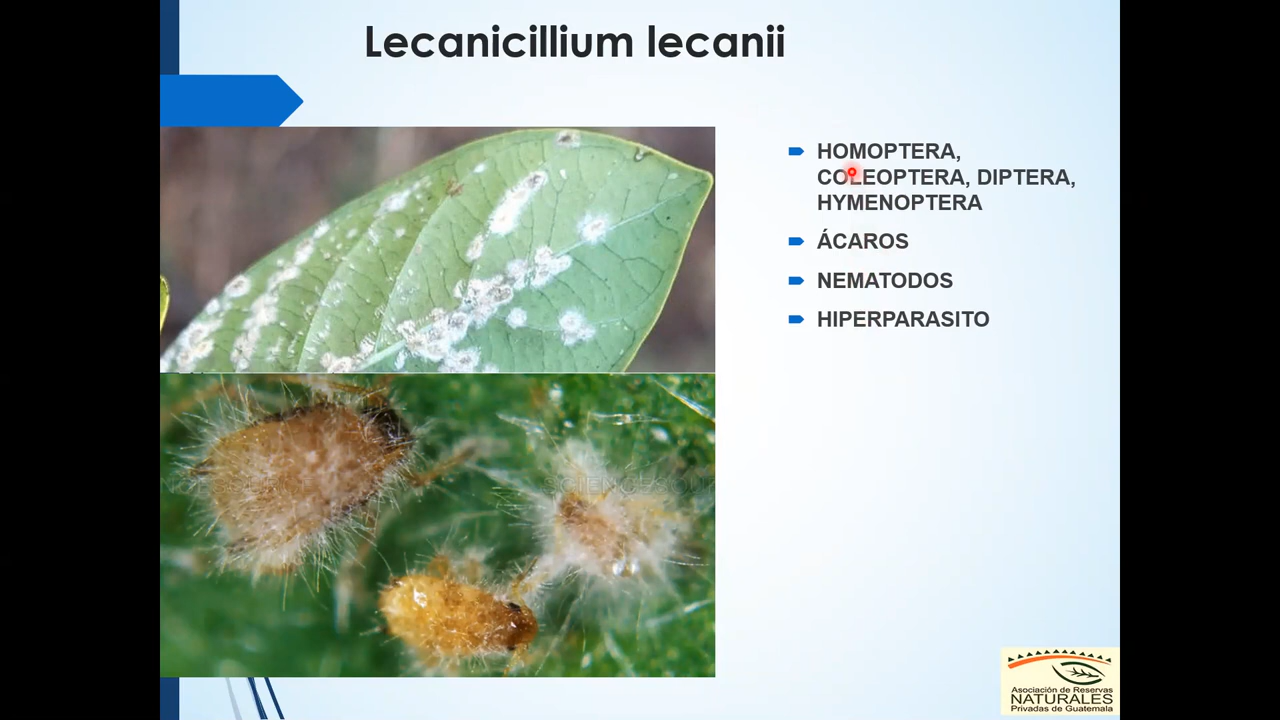 Lecanicillium lecanii
HOMOPTERA,
COLEOPTERA, DIPTERA,
HYMENOPTERA
ÁCAROS
NEMATODOS
HIPERPARASITO
Asociación de Reservas
NATURALES
Privadas de Guatemala